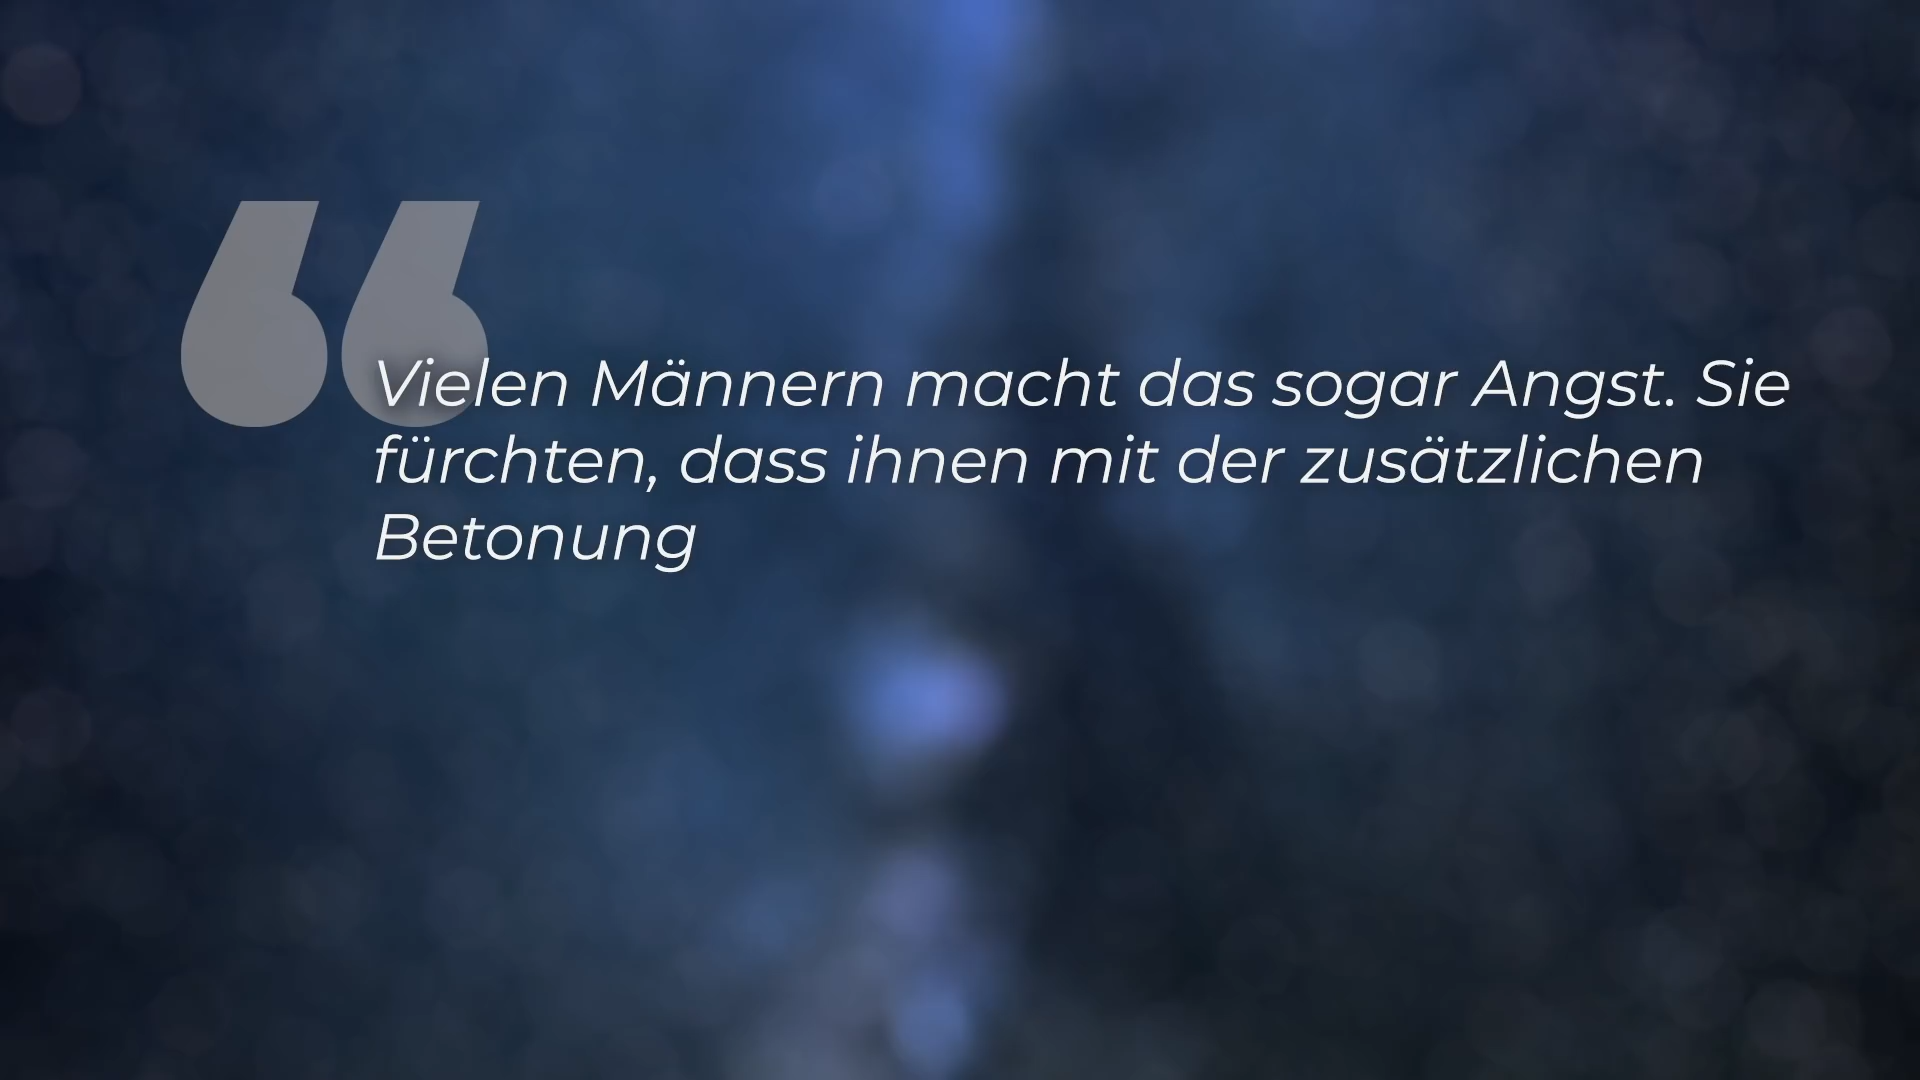 “
Vielen Männern macht das sogar Angst. Sie
fürchten, dass ihnen mit der zusätzlichen
Betonung